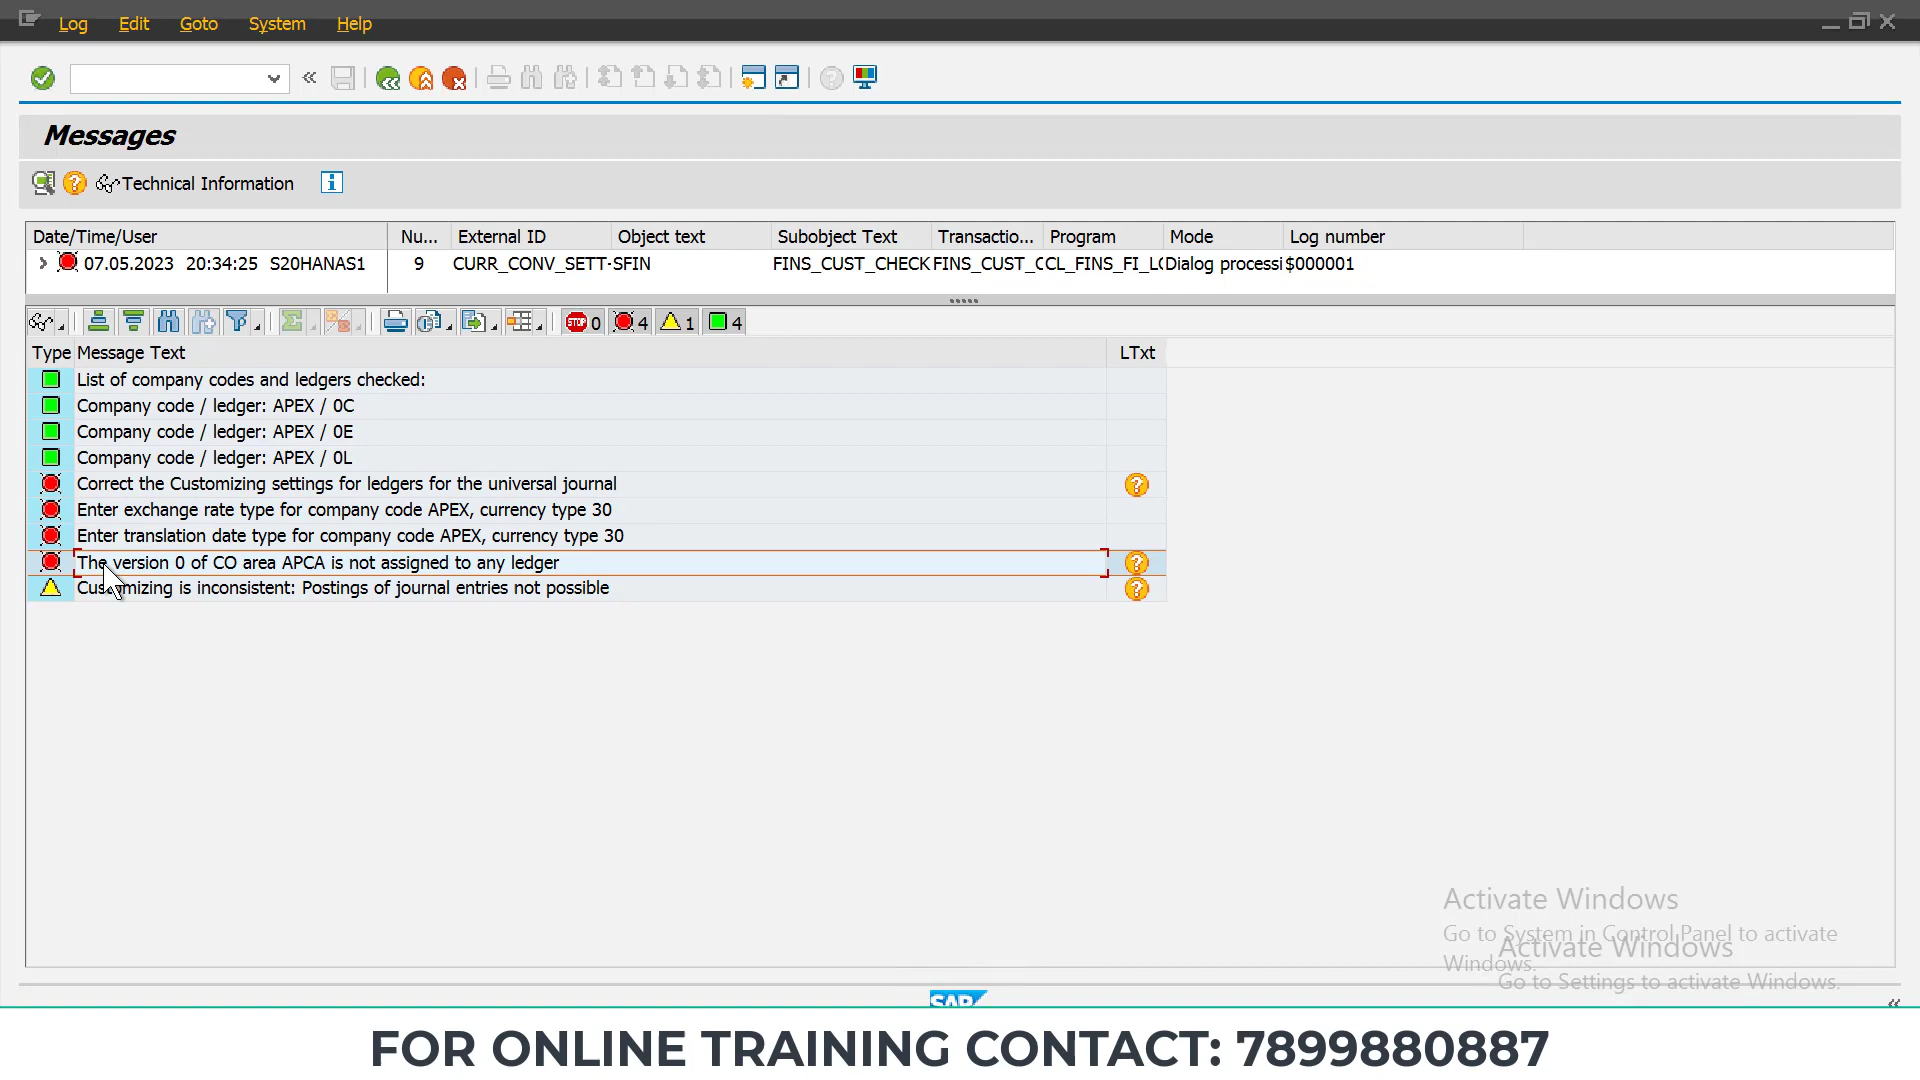 Log Edit Goto System Help
Messages
Technical Information
Date/Time/User Nu... External ID Object text Subobject Text Transactio... Program Mode Log number
07.05.2023 20:34:25 S20HANAS1 9 CURR_CONV_SETT-SFIN FINS_CUST_CHECK FINS_CUST_C CL_FINS_FI_L( Dialog processi $000001
STOP 0 4 1 4
Type Message Text LTxt
List of company codes and ledgers checked:
Company code / ledger: APEX / 0C
Company code / ledger: APEX / 0E
Company code / ledger: APEX / 0L
Correct the Customizing settings for ledgers for the universal journal
Enter exchange rate type for company code APEX, currency type 30
Enter translation date type for company code APEX, currency type 30
The version 0 of CO area APCA is not assigned to any ledger
Customizing is inconsistent: Postings of journal entries not possible
Activate Windows
Go to System in Control Panel to activate
Windows.
Activate Windows
Go to Settings to activate Windows.
SAP
FOR ONLINE TRAINING CONTACT: 7899880887